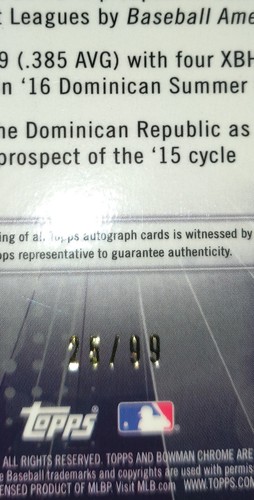 t Leagues by Baseball Ame
9 (.385 AVG) with four XBH
n '16 Dominican Summer
he Dominican Republic as
prospect of the '15 cycle
ing of all Topps autograph cards is witnessed by
ps representative to guarantee authenticity.
25/99
Topps
ALL RIGHTS RESERVED. TOPPS AND BOWMAN CHROME ARE
e Baseball trademarks and copyrights are used with permis
ENSED PRODUCT OF MLBP. Visit MLB.com WWW.TOPPS.COM